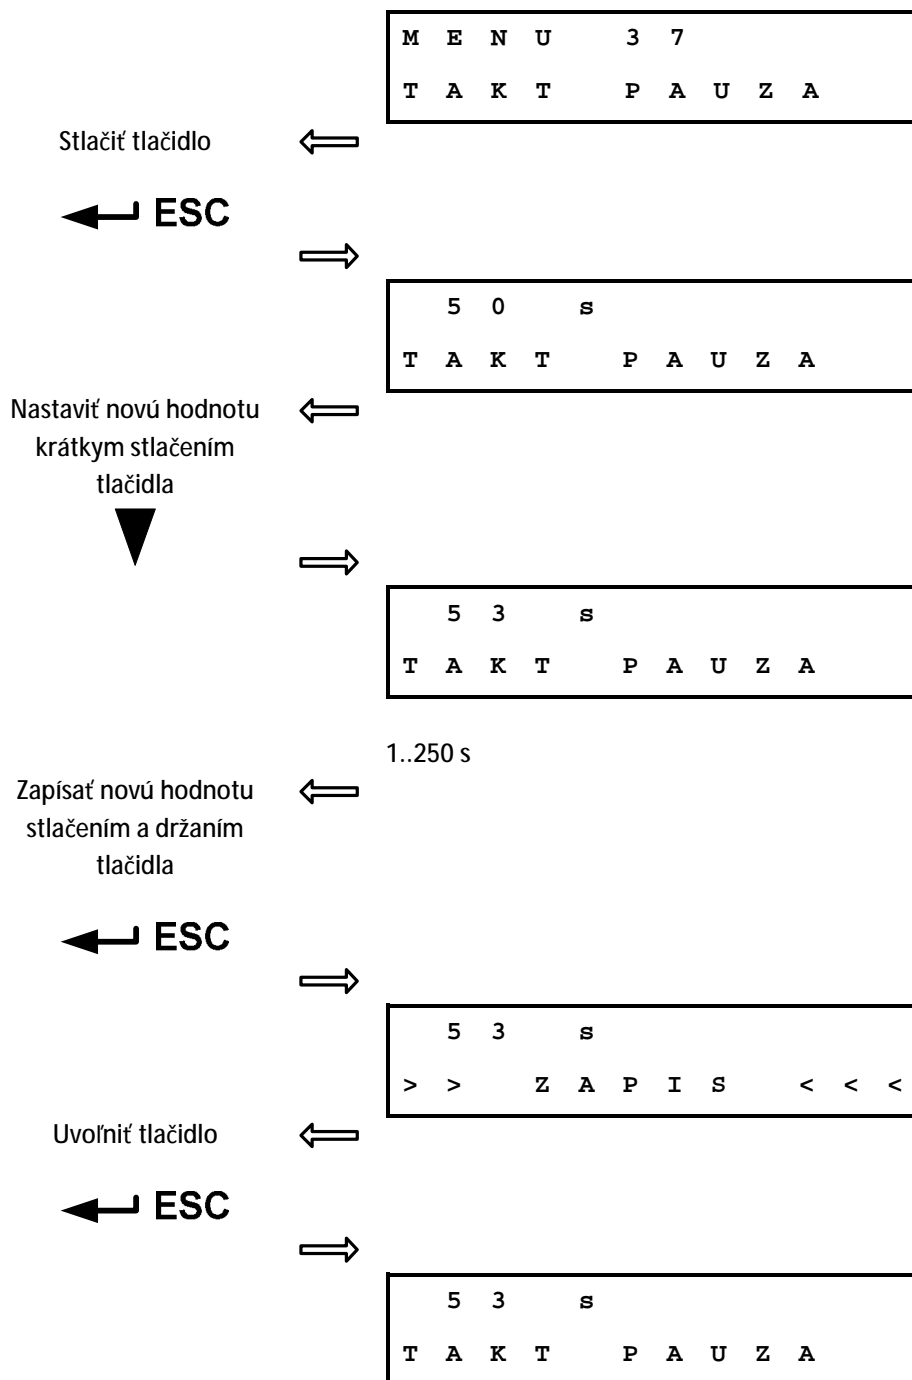 MENU 37
TAKT PAUZA
Stlačiť tlačidlo
ESC
50 s
TAKT PAUZA
Nastaviť novú hodnotu
krátkym stlačením
tlačidla
53 s
TAKT PAUZA
1..250 s
Zapísať novú hodnotu
stlačením a držaním
tlačidla
ESC
53 s
>> ZAPIS <<<
Uvoľniť tlačidlo
ESC
53 s
TAKT PAUZA